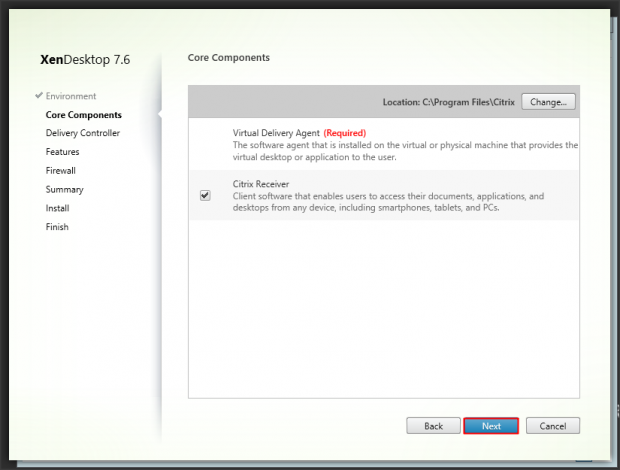 XenDesktop 7.6
Environment
Core Components
Delivery Controller
Features
Firewall
Summary
Install
Finish
Core Components
Location: C:\Program Files\Citrix
Change...
Virtual Delivery Agent (Required)
The software agent that is installed on the virtual or physical machine that provides the
virtual desktop or application to the user.
Citrix Receiver
Client software that enables users to access their documents, applications, and
desktops from any device, including smartphones, tablets, and PCs.
Back
Next
Cancel